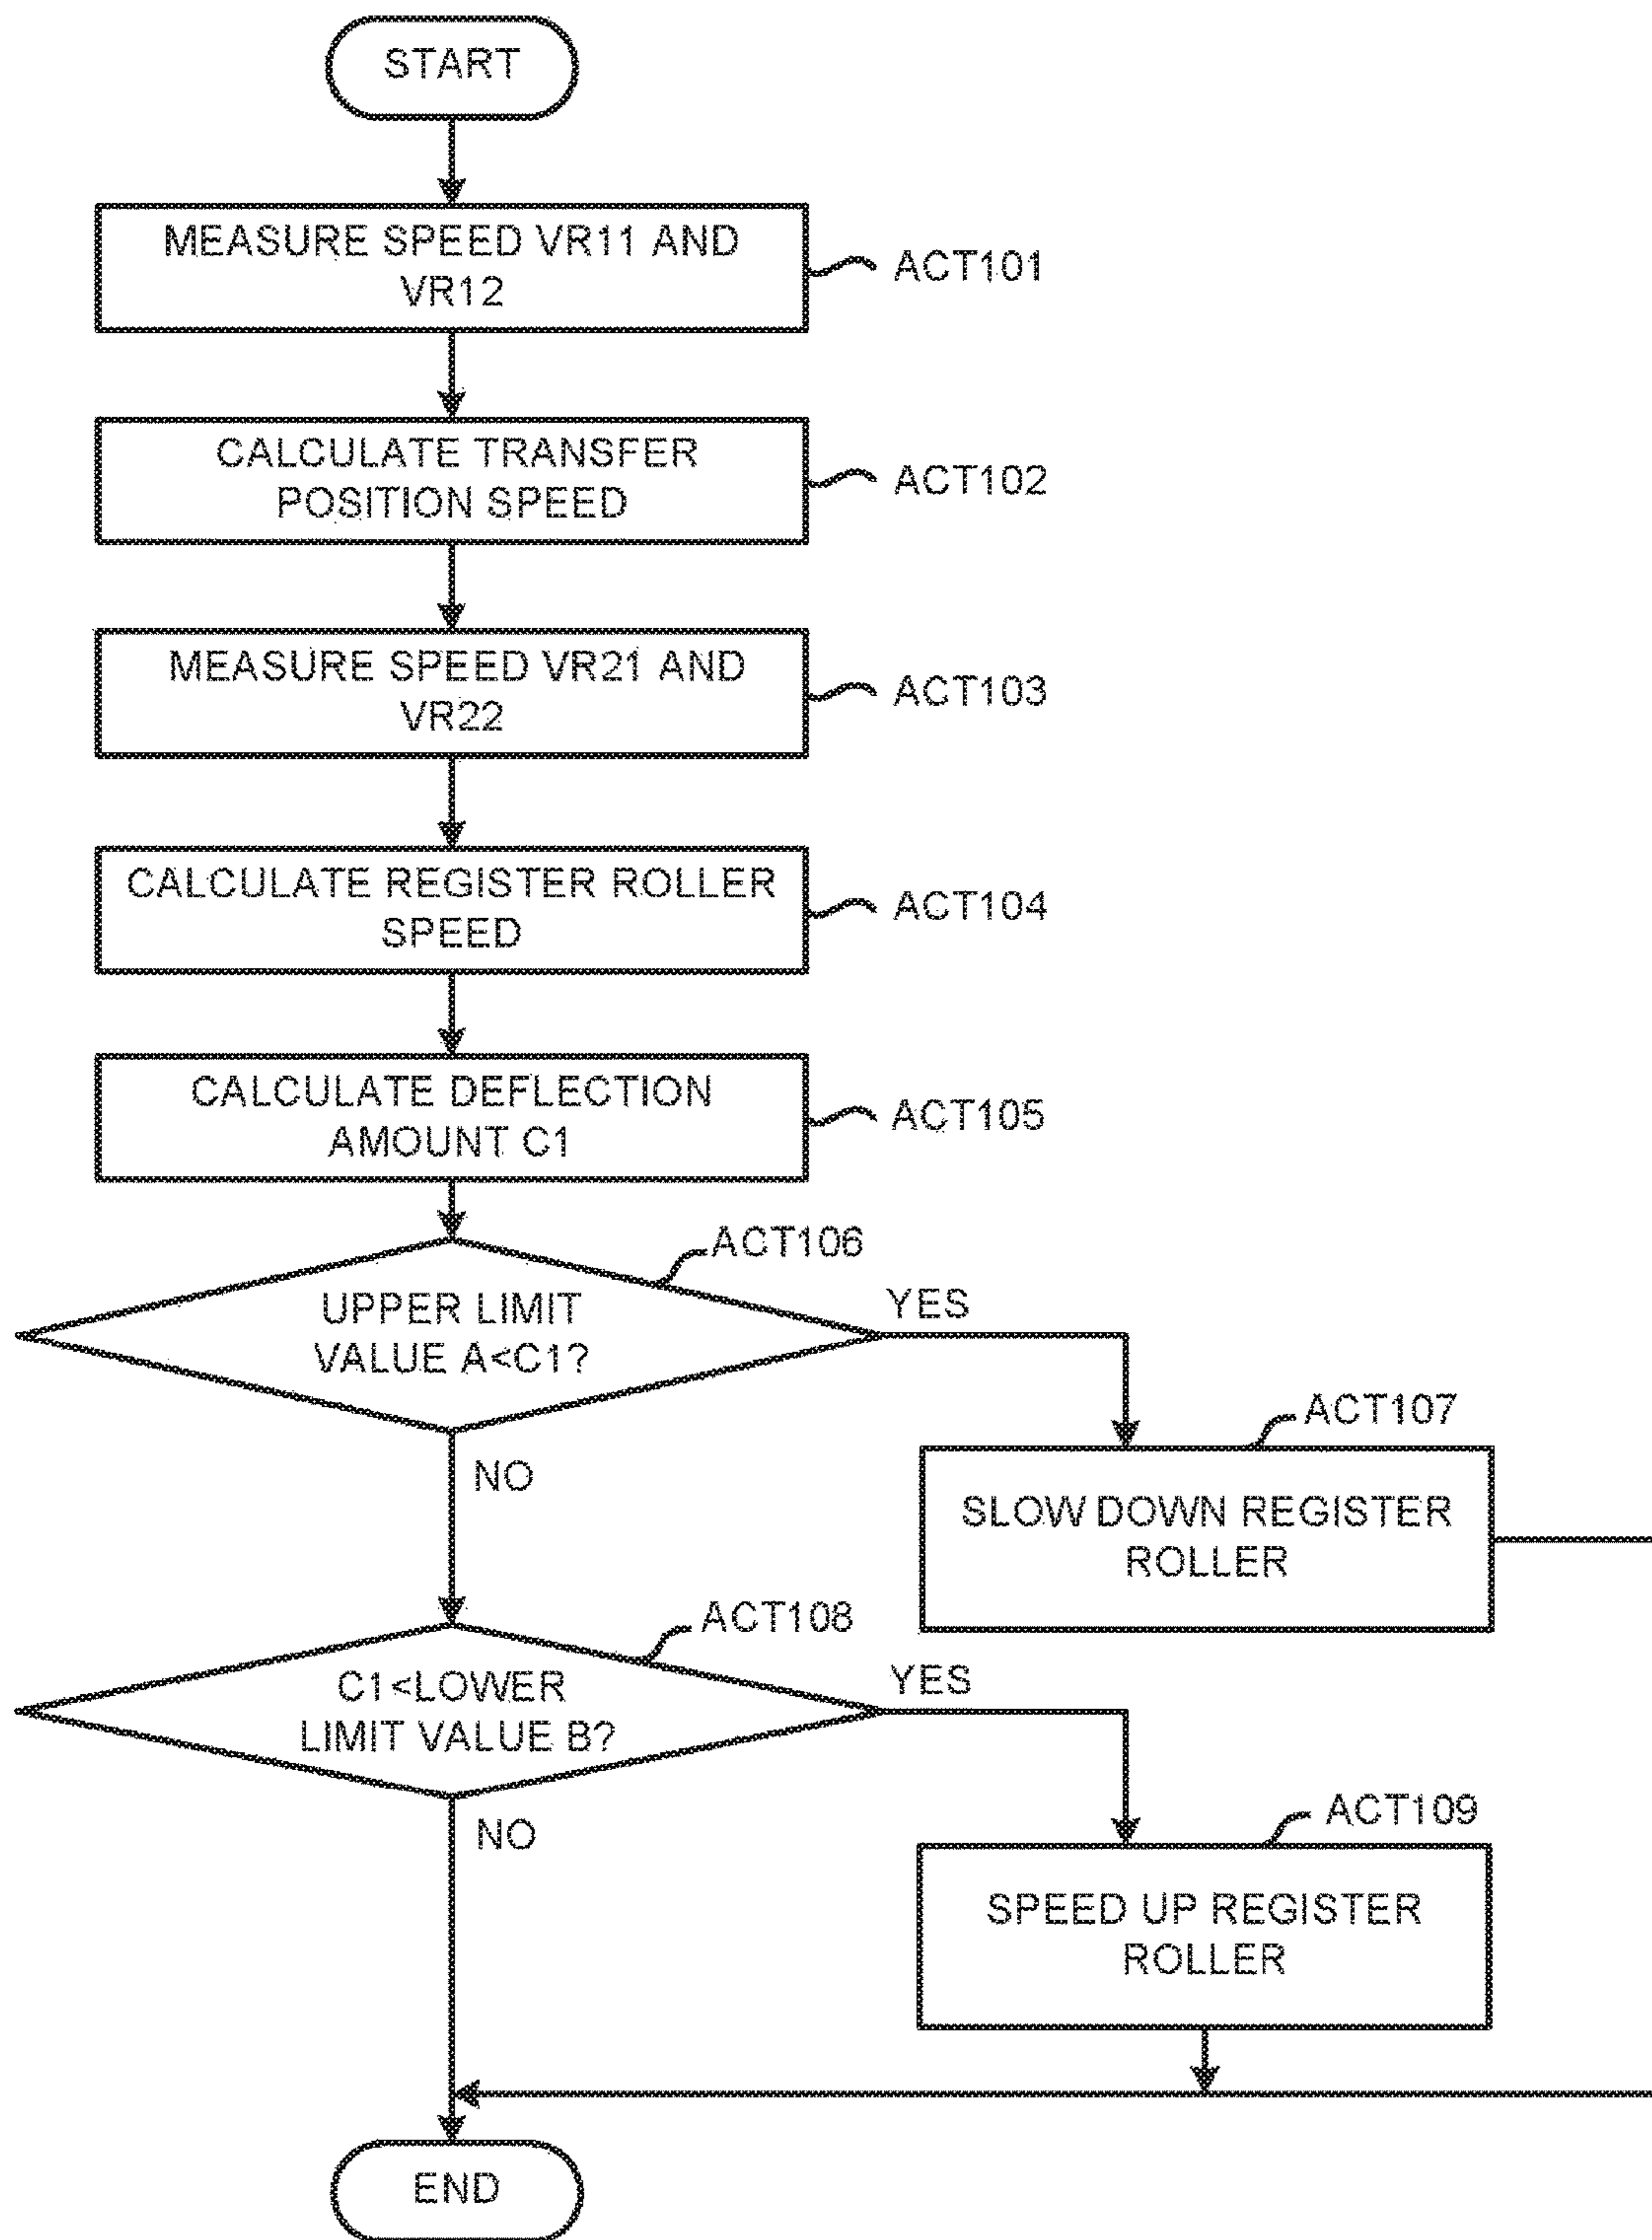 START
MEASURE SPEED VR11 AND
VR12
ACT101
CALCULATE TRANSFER
POSITION SPEED
ACT102
MEASURE SPEED VR21 AND
VR22
ACT103
CALCULATE REGISTER ROLLER
SPEED
ACT104
CALCULATE DEFLECTION
AMOUNT C1
ACT105
ACT106
UPPER LIMIT
VALUE A<C1?
YES
NO
ACT107
SLOW DOWN REGISTER
ROLLER
ACT108
C1<LOWER
LIMIT VALUE B?
YES
NO
ACT109
SPEED UP REGISTER
ROLLER
END